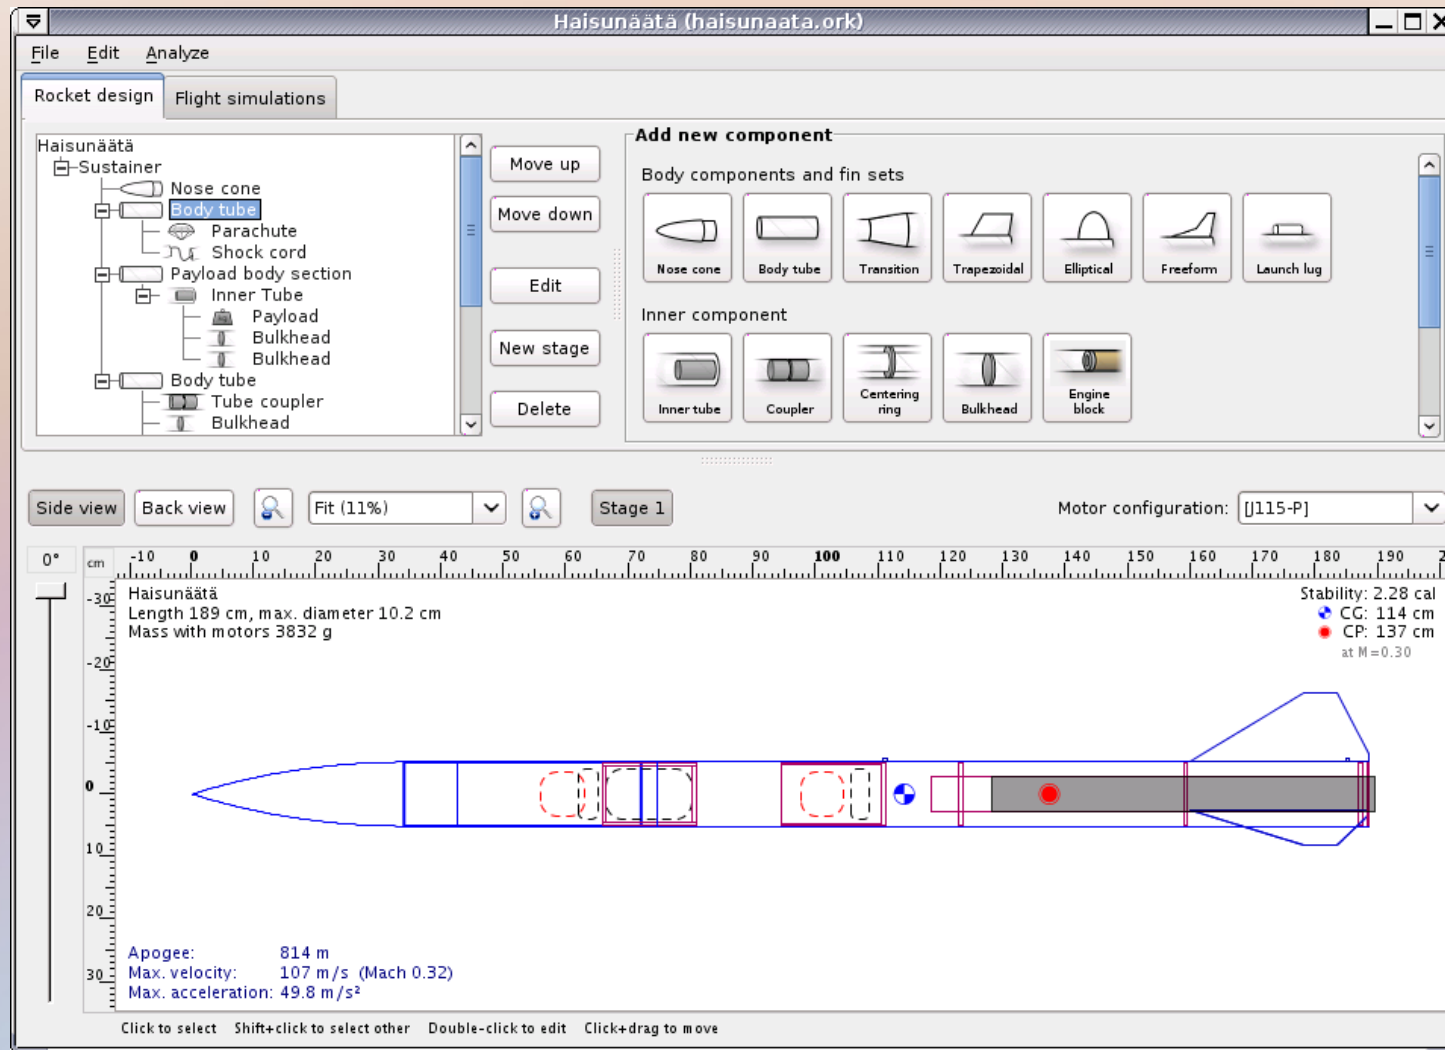 Haisunäätä (haisunaata.ork)
File Edit Analyze
Rocket design Flight simulations
Haisunäätä
Sustainer
Nose cone
Body tube
Parachute
Shock cord
Payload body section
Inner Tube
Payload
Bulkhead
Bulkhead
Body tube
Tube coupler
Bulkhead
Move up
Move down
Edit
New stage
Delete
Add new component
Body components and fin sets
Nose cone Body tube Transition Trapezoidal Elliptical Freeform Launch lug
Inner component
Inner tube Coupler Centering ring Bulkhead Engine block
Side view Back view Fit (11%) Stage 1 Motor configuration: [J115-P]
0°
cm -10 0 10 20 30 40 50 60 70 80 90 100 110 120 130 140 150 160 170 180 190
-30
-20
-10
0
10
20
30
Haisunäätä
Length 189 cm, max. diameter 10.2 cm
Mass with motors 3832 g
Stability: 2.28 cal
CG: 114 cm
CP: 137 cm
at M=0.30
Apogee: 814 m
Max. velocity: 107 m/s (Mach 0.32)
Max. acceleration: 49.8 m/s²
Click to select Shift+click to select other Double-click to edit Click+drag to move